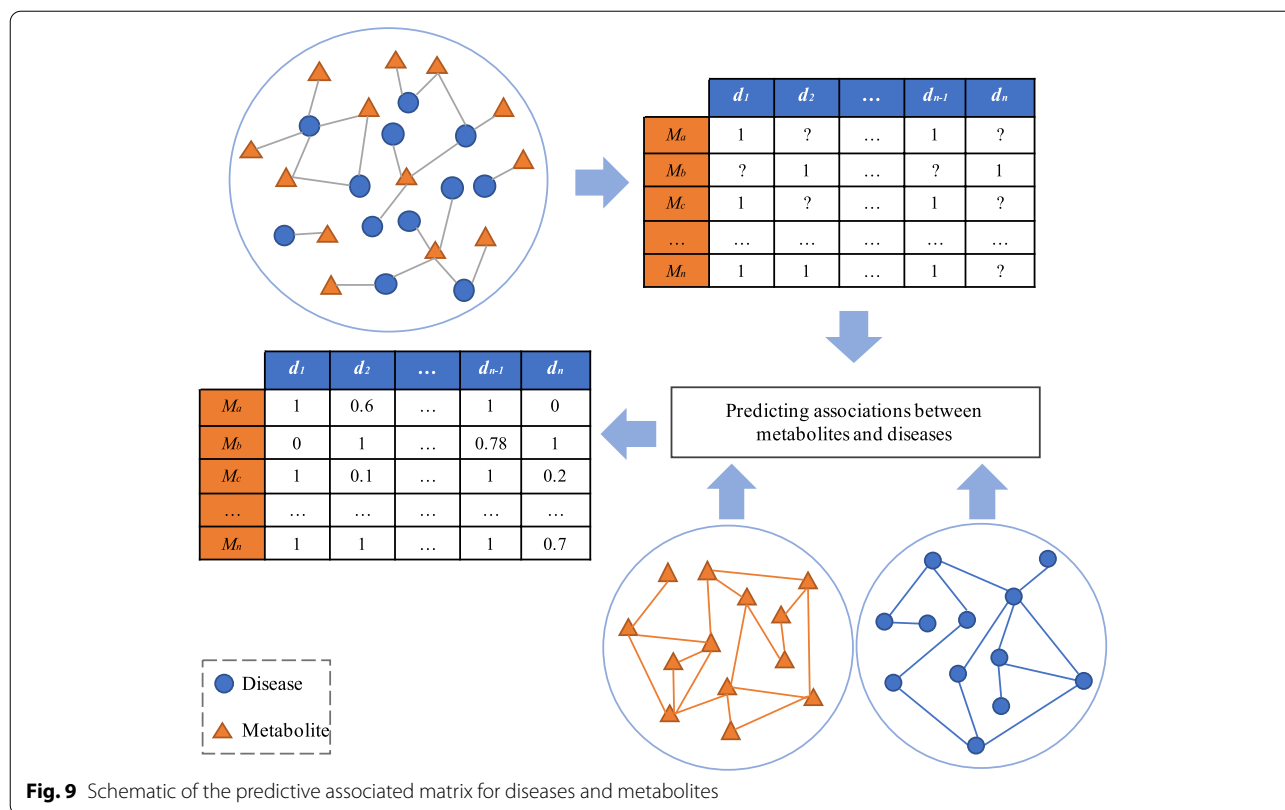 d1 d2 … dn-1 dn
Ma 1 ? … 1 ?
Mb ? 1 … ? 1
Mc 1 ? … 1 ?
… … … … … …
Mn 1 1 … 1 ?
d1 d2 … dn-1 dn
Ma 1 0.6 … 1 0
Mb 0 1 … 0.78 1
Mc 1 0.1 … 1 0.2
… … … … … …
Mn 1 1 … 1 0.7
Predicting associations between
metabolites and diseases
Disease
Metabolite
Fig. 9 Schematic of the predictive associated matrix for diseases and metabolites